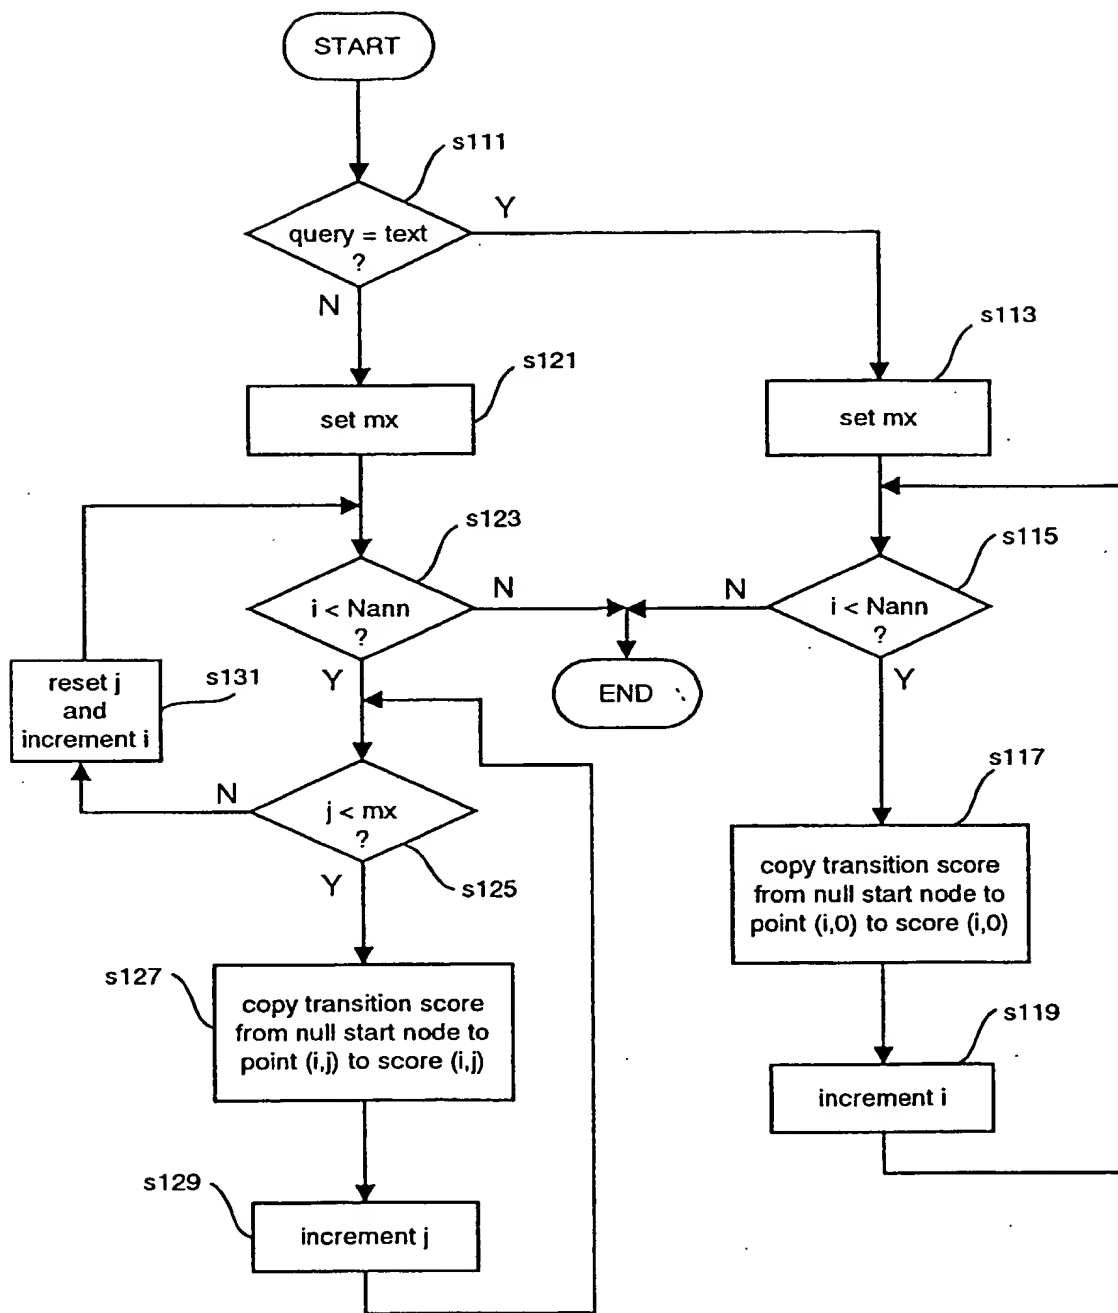 START
s111
query = text
?
Y
N
s113
s121
set mx
set mx
s123
s115
i < Nann
?
N
N
i < Nann
?
Y
Y
END
reset j
and
increment i
s131
N
j < mx
?
s125
Y
s117
copy transition score
from null start node to
point (i,0) to score (i,0)
s127
copy transition score
from null start node to
point (i,j) to score (i,j)
s119
increment i
s129
increment j